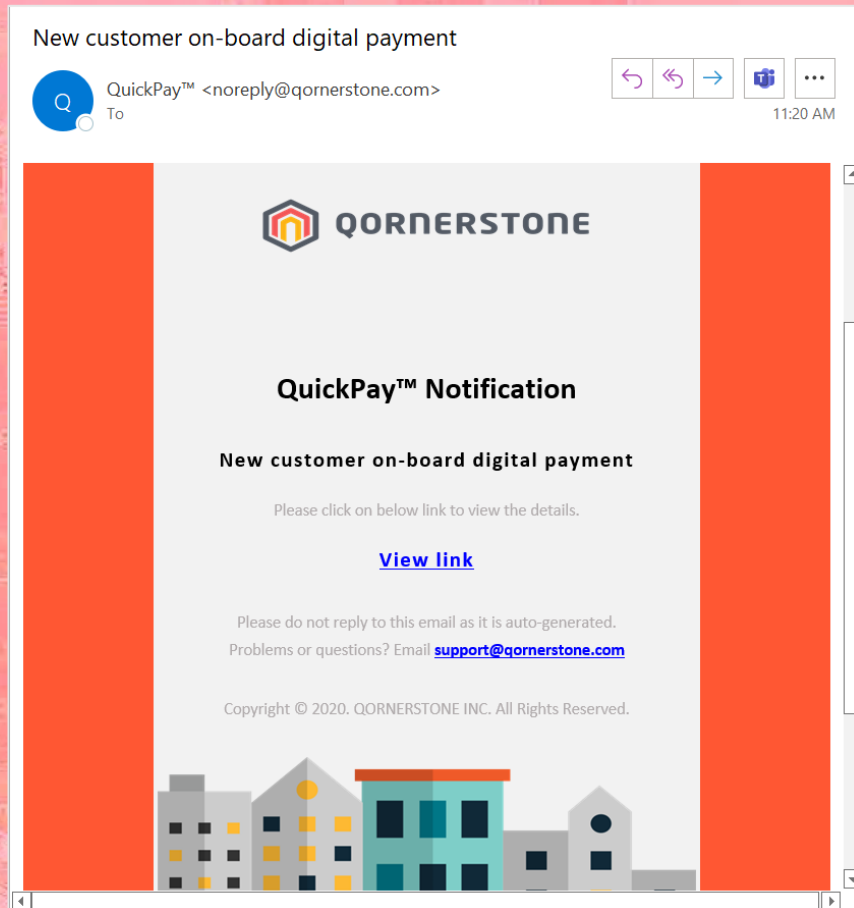 New customer on-board digital payment
Q
QuickPay™ <noreply@qornerstone.com>
To
11:20 AM
QORNERSTONE
QuickPay™ Notification
New customer on-board digital payment
Please click on below link to view the details.
View link
Please do not reply to this email as it is auto-generated.
Problems or questions? Email support@qornerstone.com
Copyright © 2020. QORNERSTONE INC. All Rights Reserved.